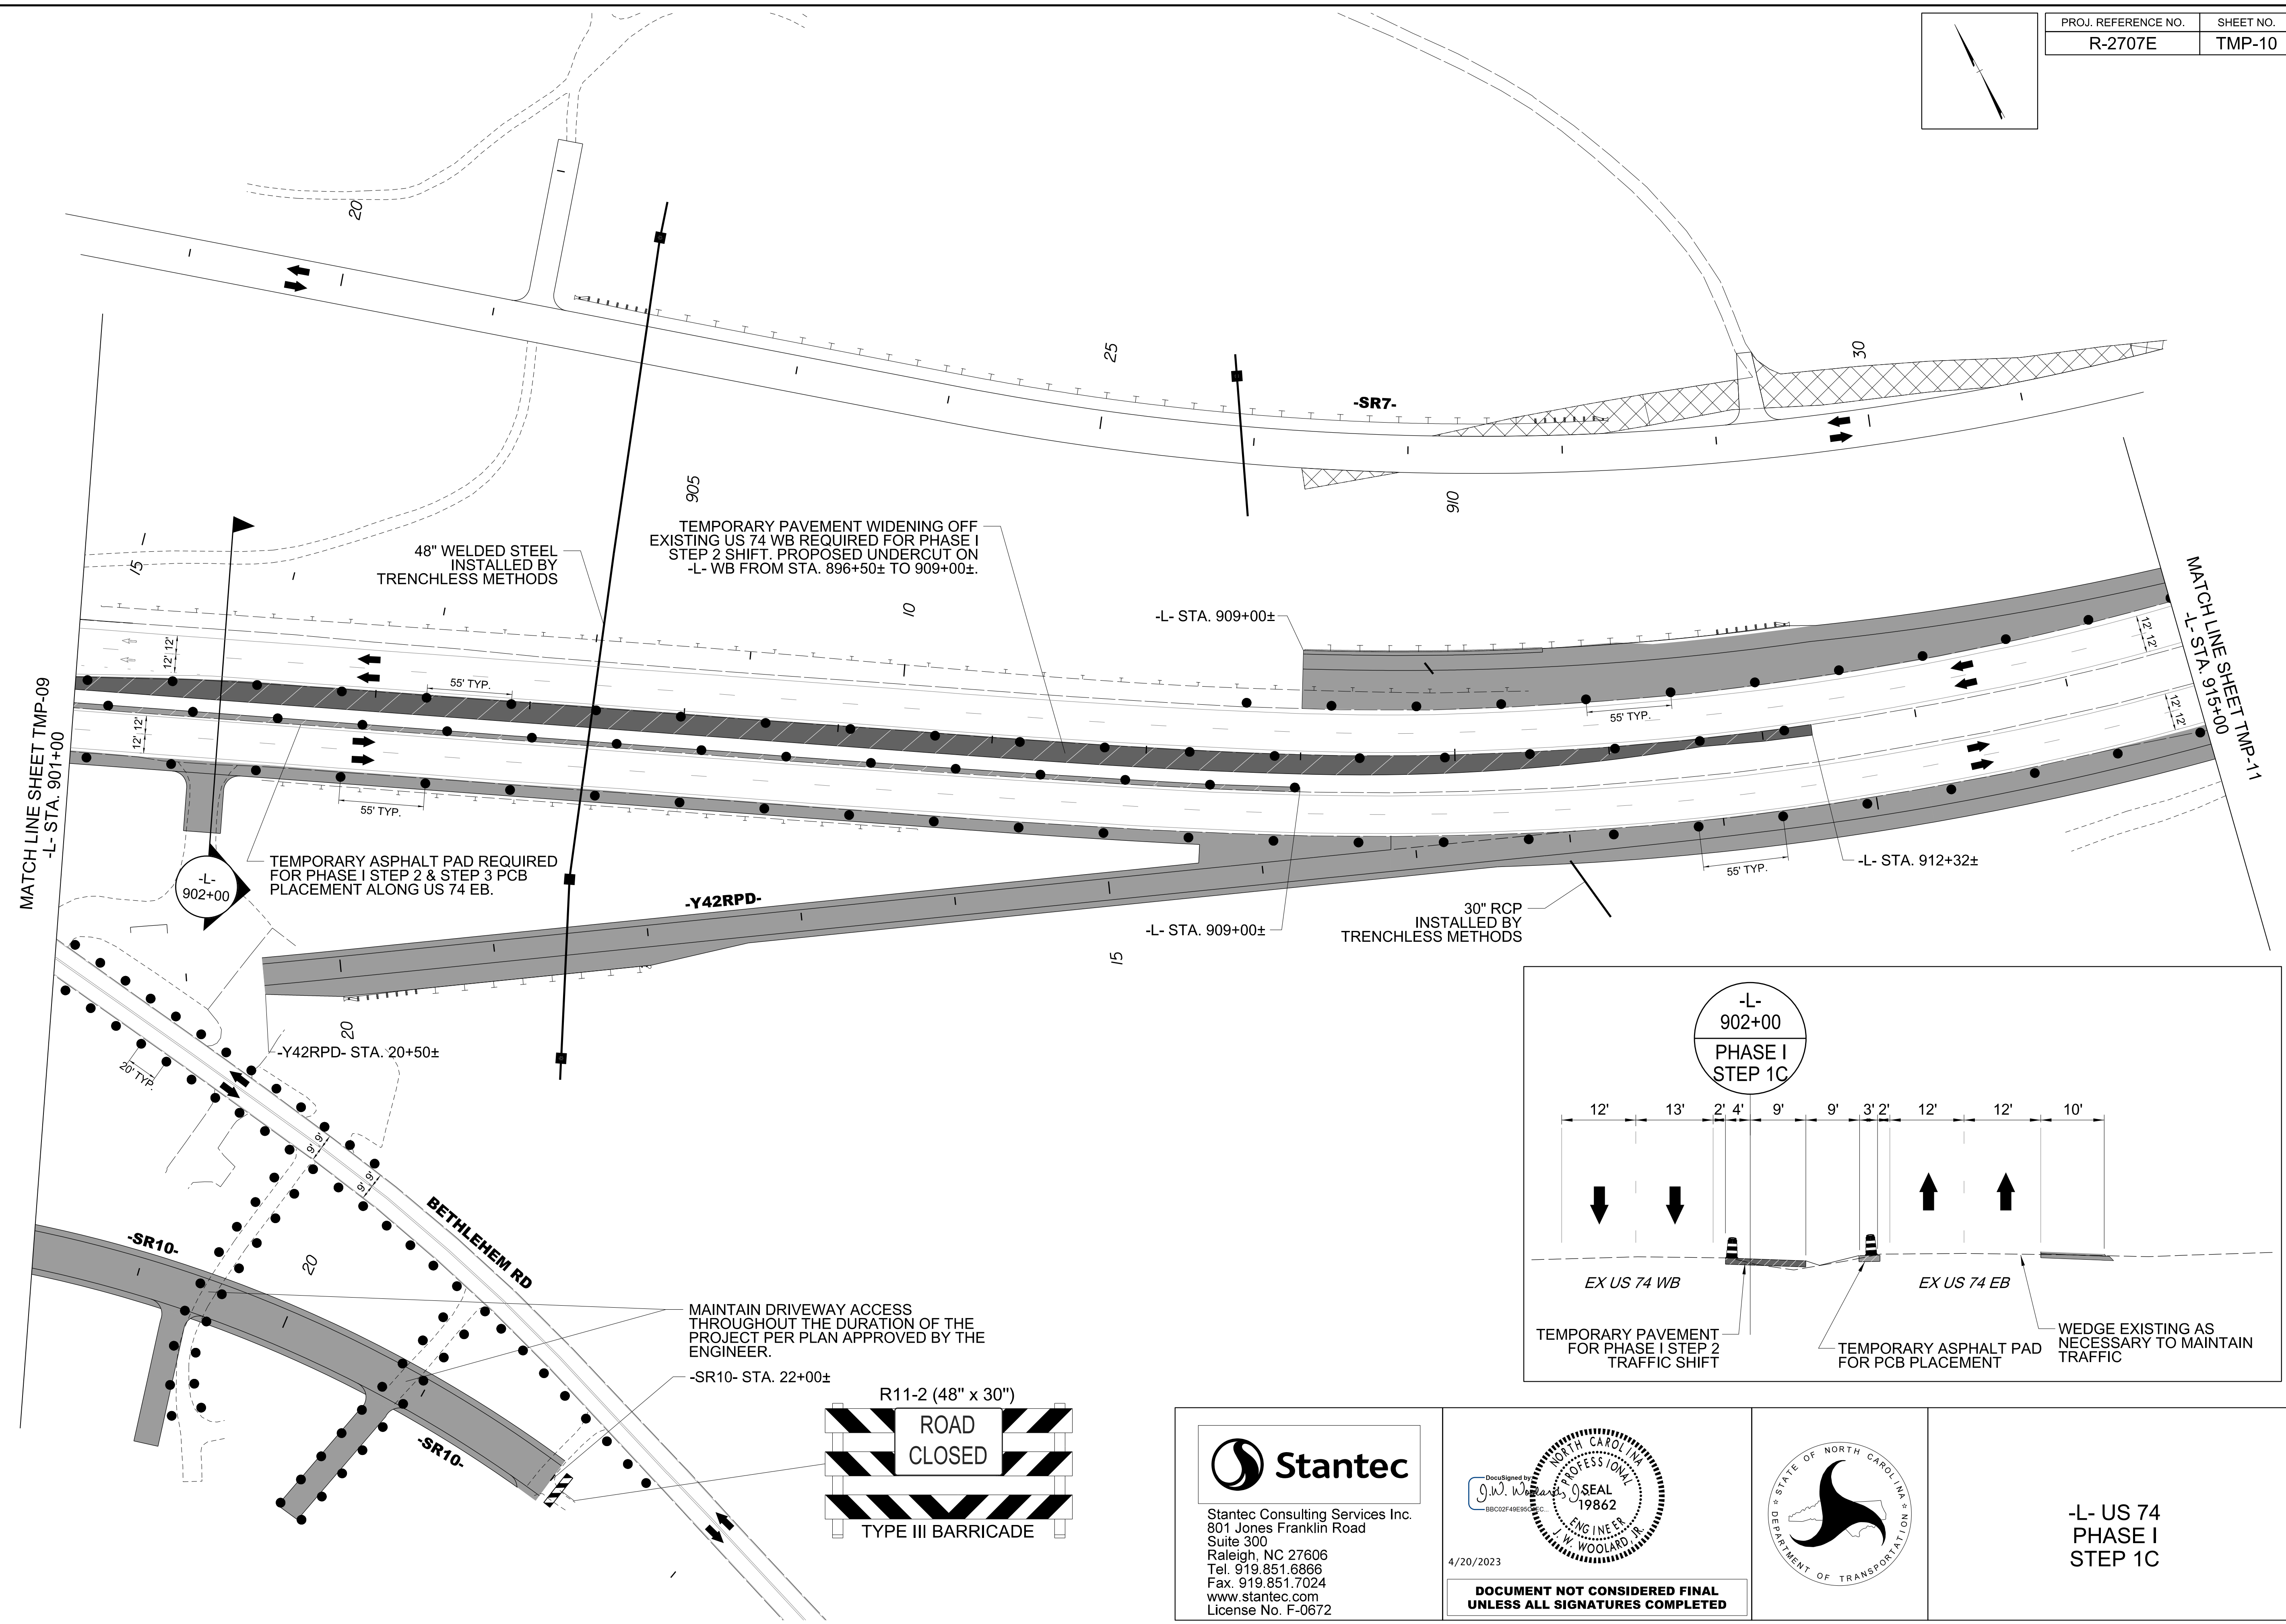 PROJ. REFERENCE NO.
SHEET NO.
R-2707E
TMP-10
20
25
30
-SR7-
905
910
15
10
48" WELDED STEEL
INSTALLED BY
TRENCHLESS METHODS
TEMPORARY PAVEMENT WIDENING OFF
EXISTING US 74 WB REQUIRED FOR PHASE I
STEP 2 SHIFT. PROPOSED UNDERCUT ON
-L- WB FROM STA. 896+50± TO 909+00±.
-L- STA. 909+00±
MATCH LINE SHEET TMP-09
-L- STA. 901+00
MATCH LINE SHEET TMP-11
-L- STA. 915+00
12' 12'
12' 12'
12' 12'
12' 12'
55' TYP.
55' TYP.
55' TYP.
55' TYP.
TEMPORARY ASPHALT PAD REQUIRED
FOR PHASE I STEP 2 & STEP 3 PCB
PLACEMENT ALONG US 74 EB.
-L-
902+00
-Y42RPD-
-L- STA. 912+32±
-L- STA. 909+00±
30" RCP
INSTALLED BY
TRENCHLESS METHODS
15
20
-Y42RPD- STA. 20+50±
20' TYP.
9' 9'
9' 9'
BETHLEHEM RD
-SR10-
20
-SR10-
MAINTAIN DRIVEWAY ACCESS
THROUGHOUT THE DURATION OF THE
PROJECT PER PLAN APPROVED BY THE
ENGINEER.
-SR10- STA. 22+00±
R11-2 (48" x 30")
ROAD
CLOSED
TYPE III BARRICADE
-L-
902+00
PHASE I
STEP 1C
12' 13' 2' 4' 9' 9' 3' 2' 12' 12' 10'
EX US 74 WB
EX US 74 EB
TEMPORARY PAVEMENT
FOR PHASE I STEP 2
TRAFFIC SHIFT
TEMPORARY ASPHALT PAD
FOR PCB PLACEMENT
WEDGE EXISTING AS
NECESSARY TO MAINTAIN
TRAFFIC
Stantec
Stantec Consulting Services Inc.
801 Jones Franklin Road
Suite 300
Raleigh, NC 27606
Tel. 919.851.6866
Fax. 919.851.7024
www.stantec.com
License No. F-0672
DocuSigned by
J.W. Woolard, Jr.
NORTH CAROLINA
PROFESSIONAL
SEAL
19862
ENGINEER
J. W. WOOLARD, JR.
4/20/2023
DOCUMENT NOT CONSIDERED FINAL
UNLESS ALL SIGNATURES COMPLETED
STATE OF NORTH CAROLINA
DEPARTMENT OF TRANSPORTATION
-L- US 74
PHASE I
STEP 1C